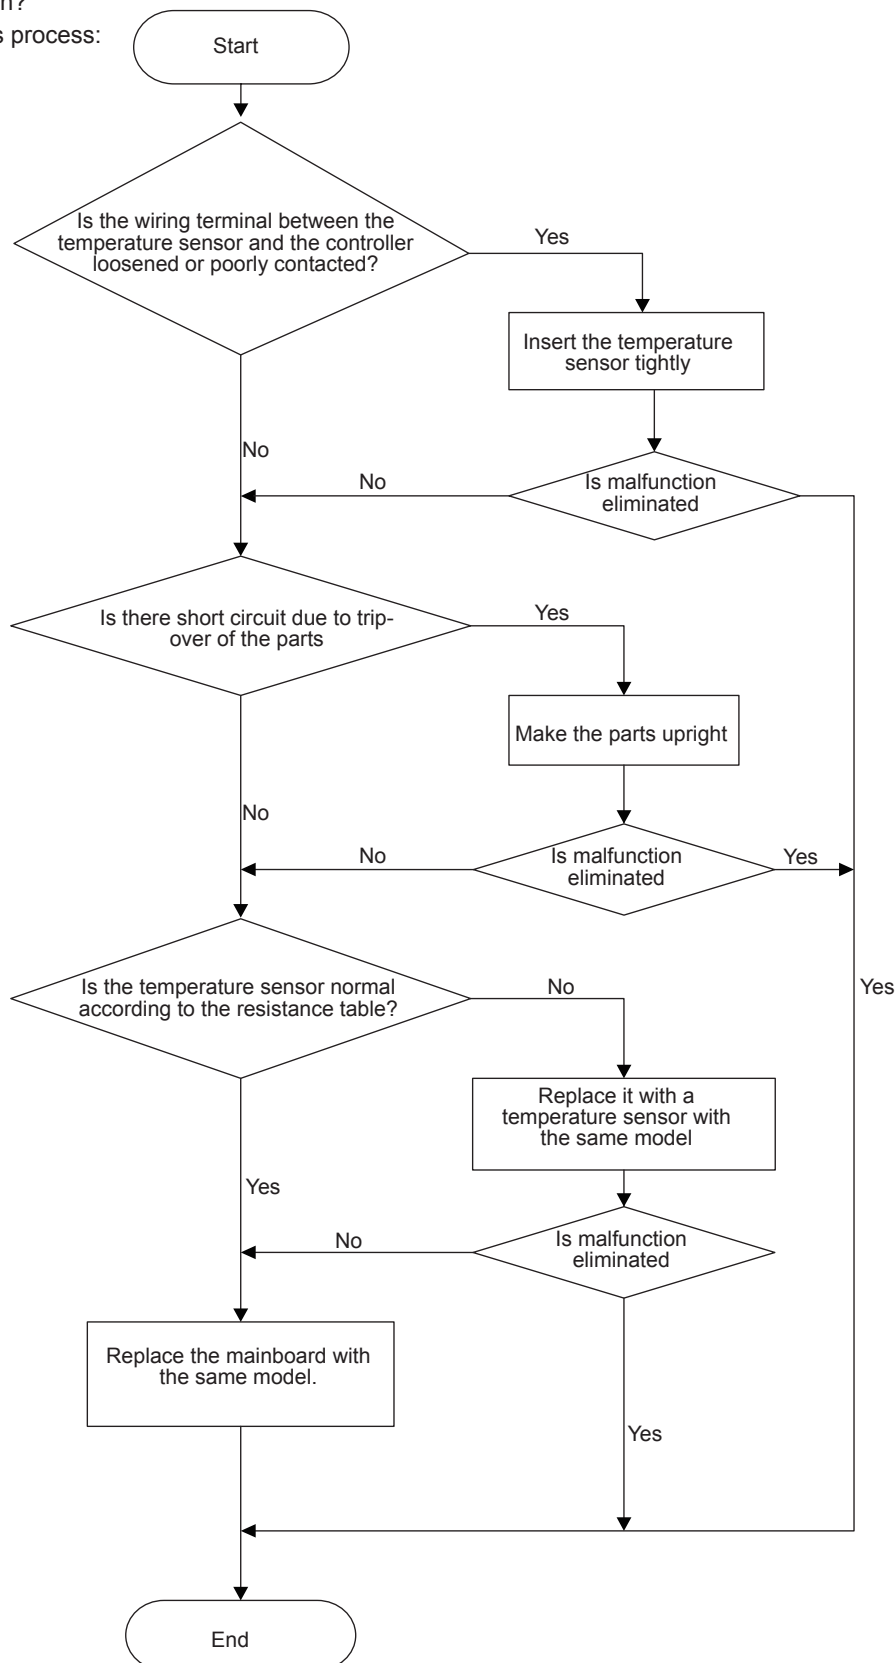 n?
s process:
Start
Is the wiring terminal between the
temperature sensor and the controller
loosened or poorly contacted?
Yes
Insert the temperature
sensor tightly
No
No
Is malfunction
eliminated
Is there short circuit due to trip-
over of the parts
Yes
Make the parts upright
No
No
Is malfunction
eliminated
Yes
Is the temperature sensor normal
according to the resistance table?
No
Yes
Replace it with a
temperature sensor with
the same model
Yes
No
Is malfunction
eliminated
Replace the mainboard with
the same model.
Yes
End